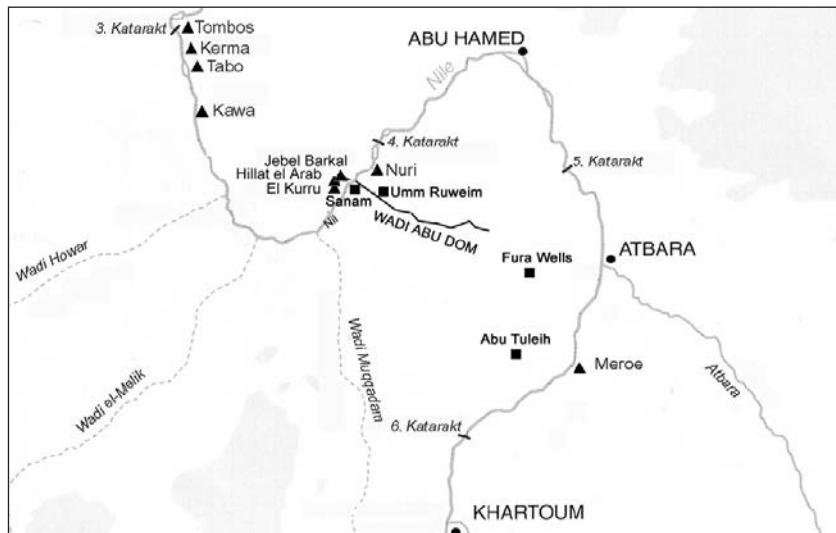 3. Katarakt
Tombos
Kerma
Tabo
Kawa
ABU HAMED
Nile
4. Katarakt
5. Katarakt
Jebel Barkal
Hillat el Arab
El Kurru
Nuri
Sanam
Umm Ruweim
Nil
WADI ABU DOM
Wadi Howar
Fura Wells
ATBARA
Wadi el-Melik
Wadi Muqqadam
Abu Tuleih
Meroe
Atbara
6. Katarakt
KHARTOUM